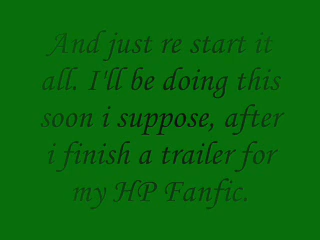 And just re start it
all. I'll be doing this
soon i suppose, after
i finish a trailer for
my HP Fanfic.